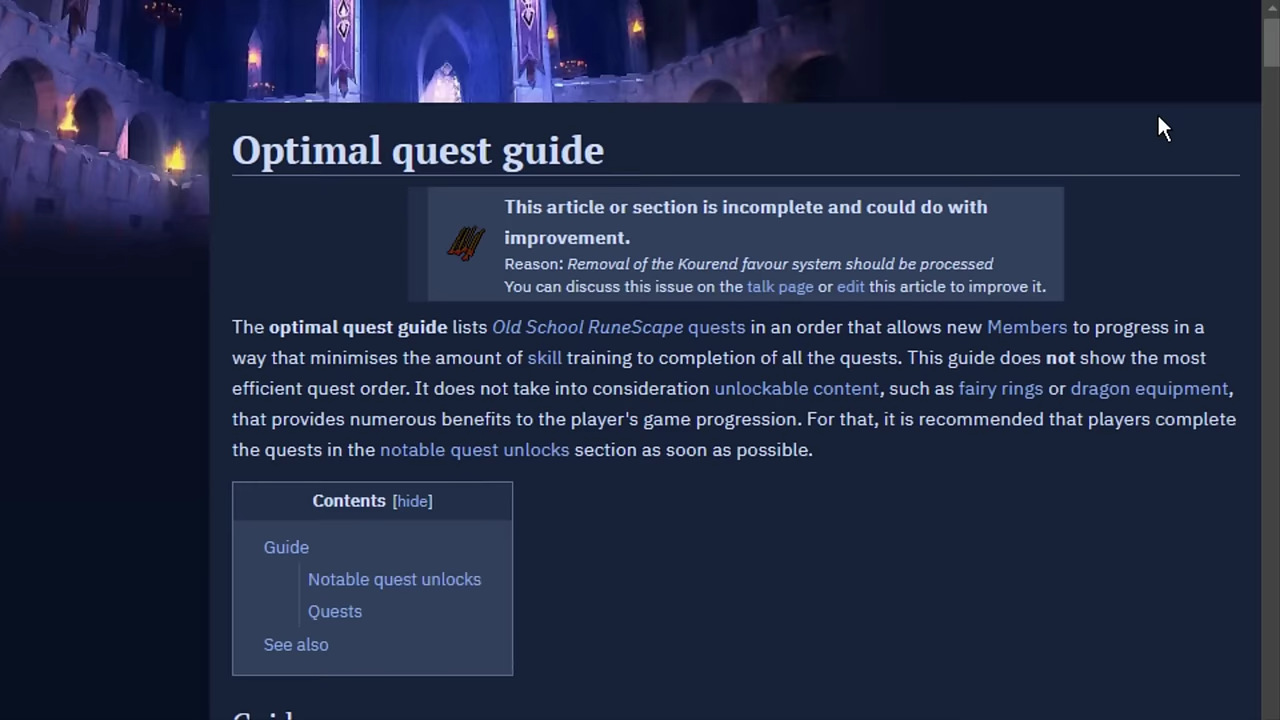 Optimal quest guide
This article or section is incomplete and could do with
improvement.
Reason: Removal of the Kourend favour system should be processed
You can discuss this issue on the talk page or edit this article to improve it.
The optimal quest guide lists Old School RuneScape quests in an order that allows new Members to progress in a
way that minimises the amount of skill training to completion of all the quests. This guide does not show the most
efficient quest order. It does not take into consideration unlockable content, such as fairy rings or dragon equipment,
that provides numerous benefits to the player's game progression. For that, it is recommended that players complete
the quests in the notable quest unlocks section as soon as possible.
Contents [hide]
Guide
Notable quest unlocks
Quests
See also